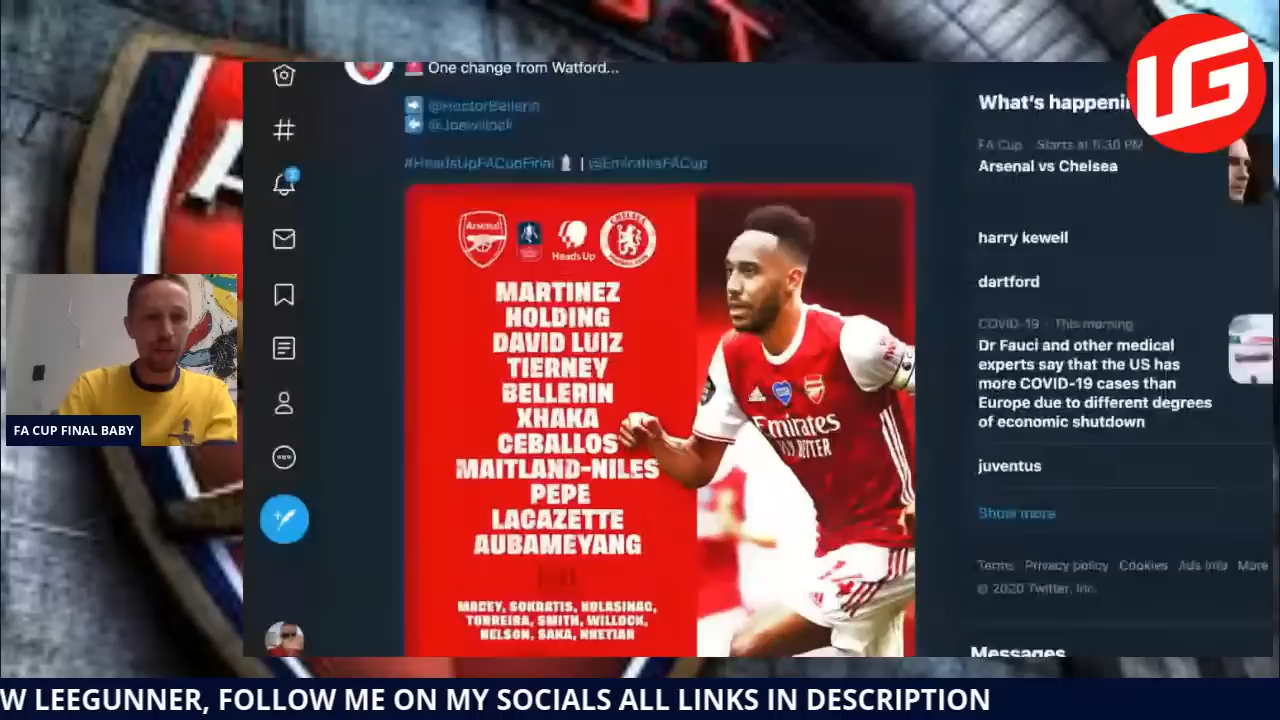 One change from Watford...
@HectorBellerin
@Joewillock
#HeadsUpFACupFinal | @EmiratesFACup
Arsenal
Heads Up
CHELSEA
MARTINEZ
HOLDING
DAVID LUIZ
TIERNEY
BELLERIN
XHAKA
CEBALLOS
MAITLAND-NILES
PEPE
LACAZETTE
AUBAMEYANG
MACEY, SOKRATIS, KOLASINAC,
TORREIRA, SMITH, WILLOCK,
NELSON, SAKA, NKETIAH
Emirates
FLY BETTER
What's happenin
FA Cup · Starts at 5:30 PM
Arsenal vs Chelsea
harry kewell
dartford
COVID-19 · This morning
Dr Fauci and other medical
experts say that the US has
more COVID-19 cases than
Europe due to different degrees
of economic shutdown
juventus
Show more
Terms Privacy policy Cookies Ads info More
© 2020 Twitter, Inc.
Messages
LG
FA CUP FINAL BABY
W LEEGUNNER, FOLLOW ME ON MY SOCIALS ALL LINKS IN DESCRIPTION